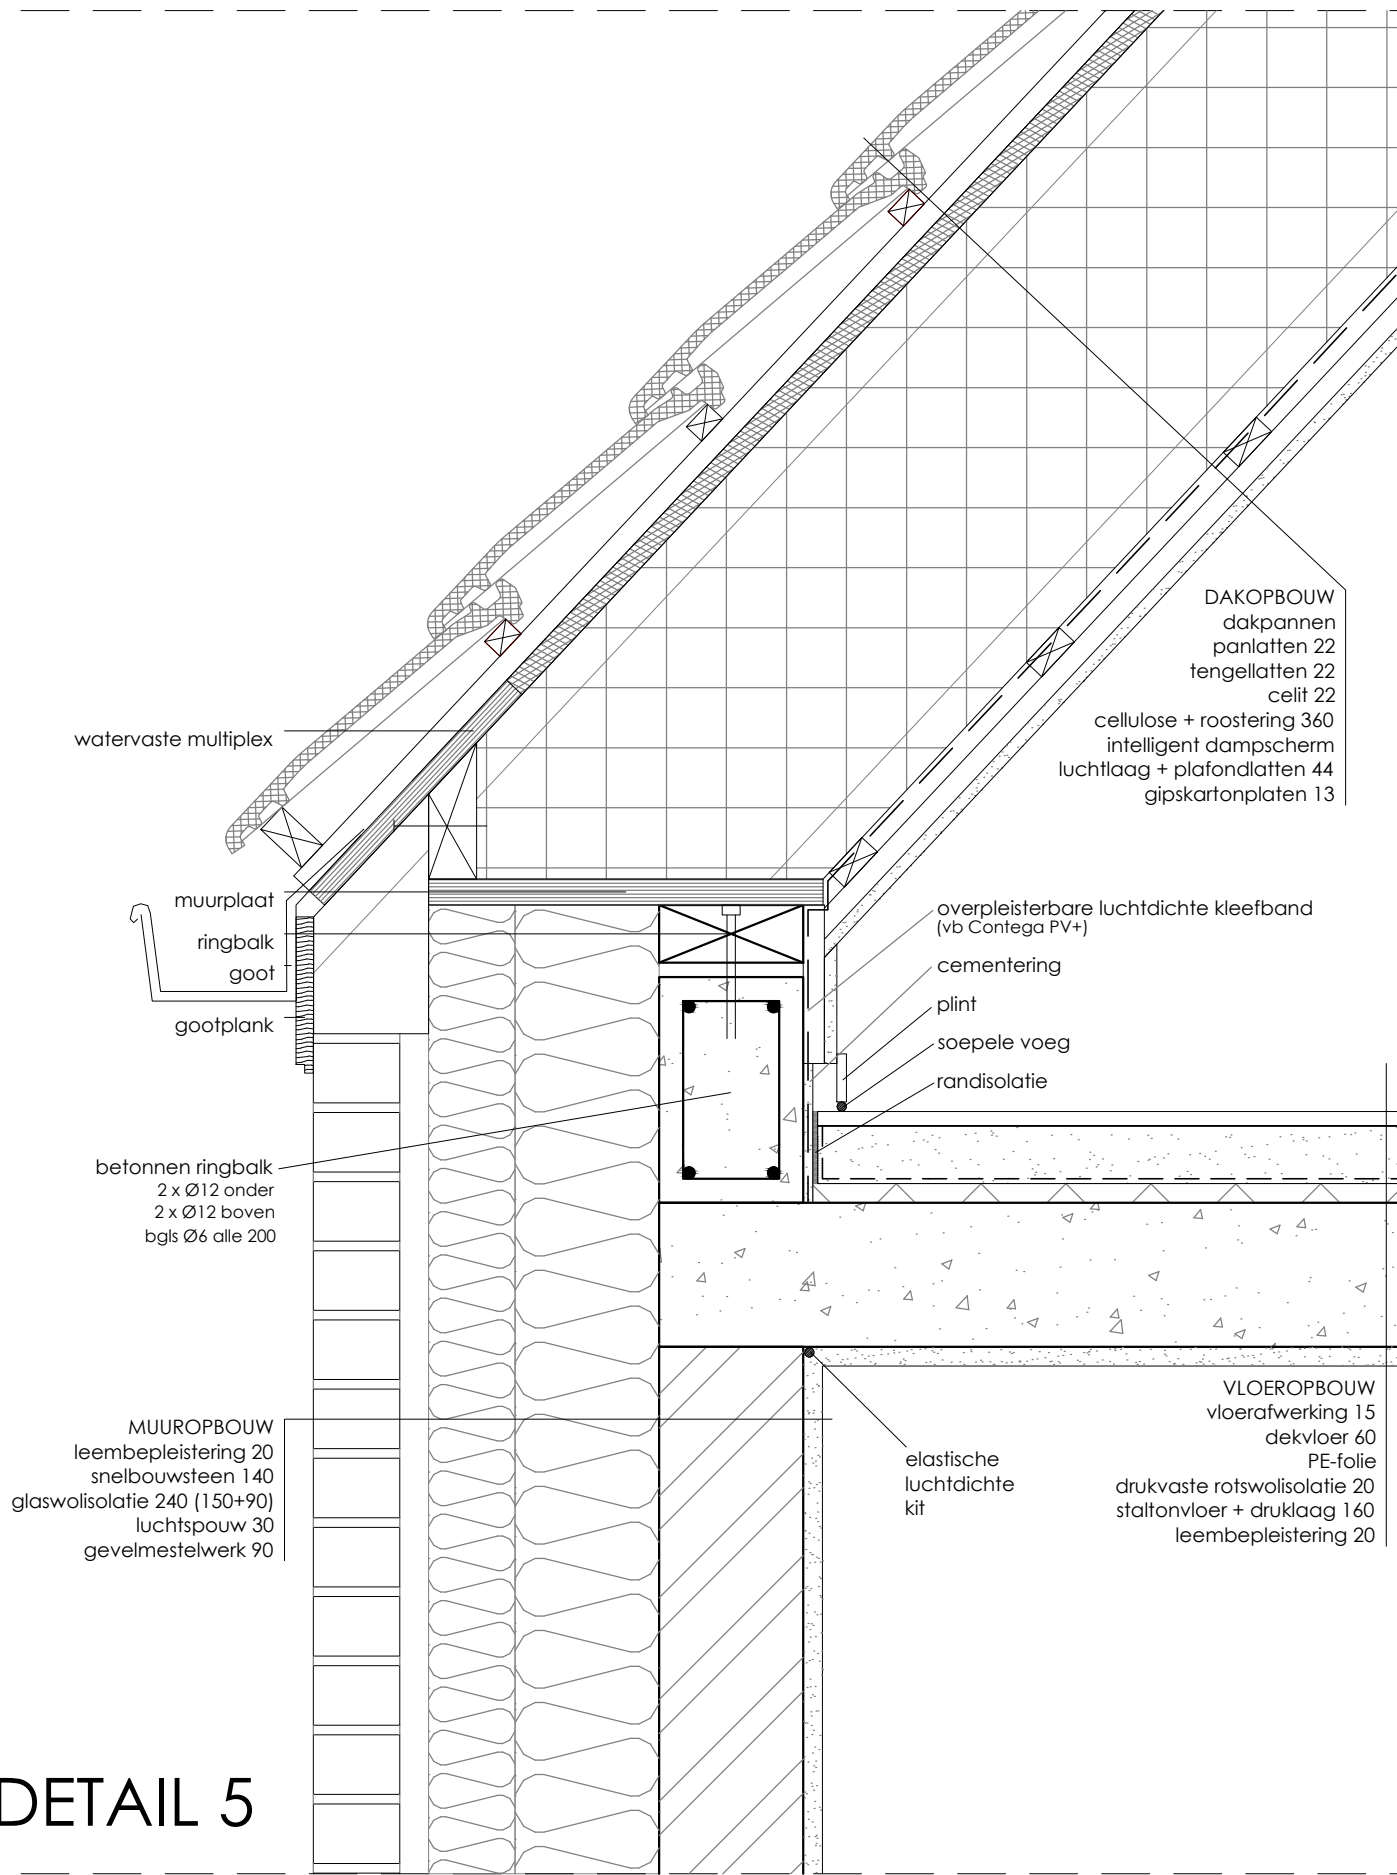 DAKOPBOUW
dakpannen
panlatten 22
tengellatten 22
celit 22
cellulose + roostering 360
intelligent dampscherm
luchtlaag + plafondlatten 44
gipskartonplaten 13
watervaste multiplex
muurplaat
ringbalk
goot
gootplank
overpleisterbare luchtdichte kleefband
(vb Contega PV+)
cementering
plint
soepele voeg
randisolatie
betonnen ringbalk
2 x Ø12 onder
2 x Ø12 boven
bgls Ø6 alle 200
MUUROPBOUW
leembepleistering 20
snelbouwsteen 140
glaswolisolatie 240 (150+90)
luchtspouw 30
gevelmestelwerk 90
elastische
luchtdichte
kit
VLOEROPBOUW
vloerafwerking 15
dekvloer 60
PE-folie
drukvaste rotswolisolatie 20
staltonvloer + druklaag 160
leembepleistering 20
DETAIL 5